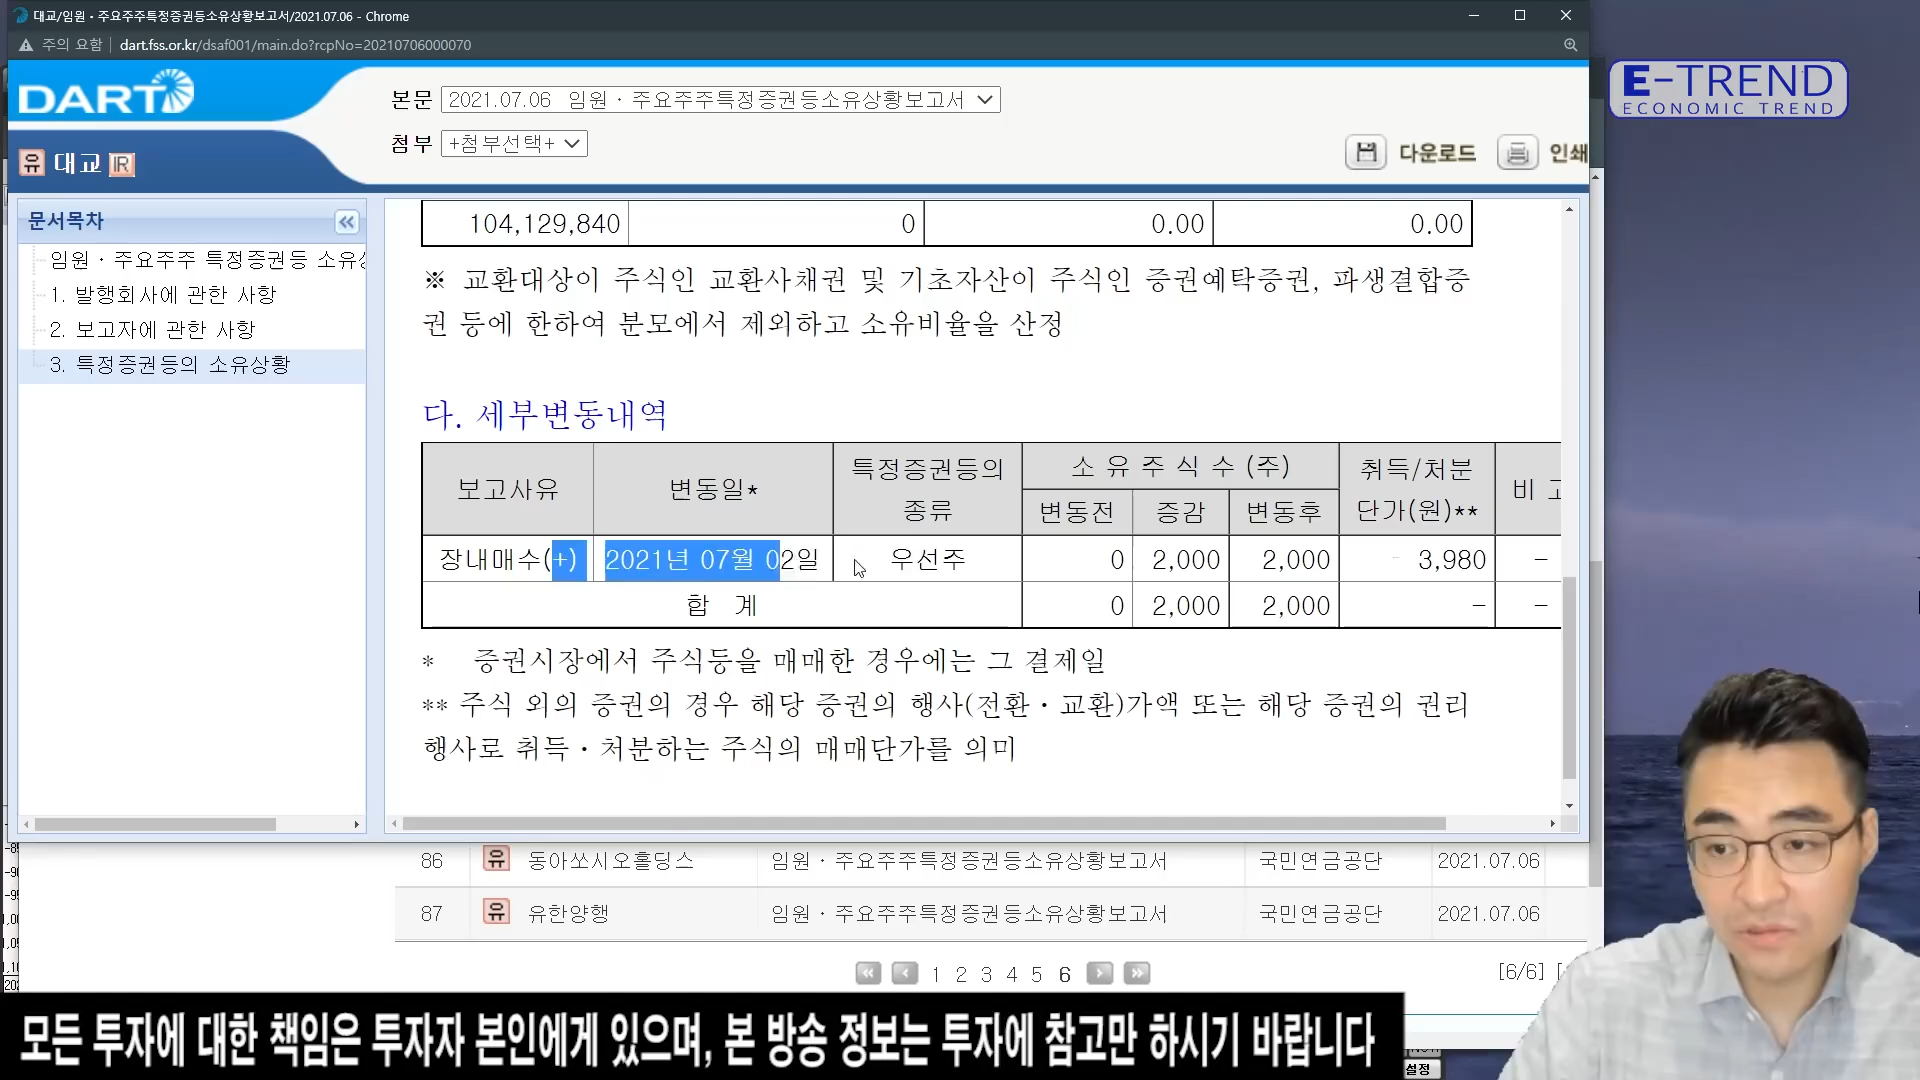 대교/임원・주요주주특정증권등소유상황보고서/2021.07.06 - Chrome
주의 요함 | dart.fss.or.kr/dsaf001/main.do?rcpNo=20210706000070
DART
본문 2021.07.06 임원・주요주주특정증권등소유상황보고서
첨부 +첨부선택+
유 대교 IR
다운로드 인쇄
E-TREND
ECONOMIC TREND
문서목차
임원・주요주주 특정증권등 소유상
1. 발행회사에 관한 사항
2. 보고자에 관한 사항
3. 특정증권등의 소유상황
104,129,840 0 0.00 0.00
※ 교환대상이 주식인 교환사채권 및 기초자산이 주식인 증권예탁증권, 파생결합증
권 등에 한하여 분모에서 제외하고 소유비율을 산정
다. 세부변동내역
보고사유 변동일* 특정증권등의 종류 소 유 주 식 수 (주) 취득/처분 단가(원)** 비 고
변동전 증감 변동후
장내매수(+) 2021년 07월 02일 우선주 0 2,000 2,000 3,980 -
합 계 0 2,000 2,000 - -
* 증권시장에서 주식등을 매매한 경우에는 그 결제일
** 주식 외의 증권의 경우 해당 증권의 행사(전환・교환)가액 또는 해당 증권의 권리
행사로 취득・처분하는 주식의 매매단가를 의미
86 유 동아쏘시오홀딩스 임원・주요주주특정증권등소유상황보고서 국민연금공단 2021.07.06
87 유 유한양행 임원・주요주주특정증권등소유상황보고서 국민연금공단 2021.07.06
1 2 3 4 5 6
[6/6] [
모든 투자에 대한 책임은 투자자 본인에게 있으며, 본 방송 정보는 투자에 참고만 하시기 바랍니다
설정